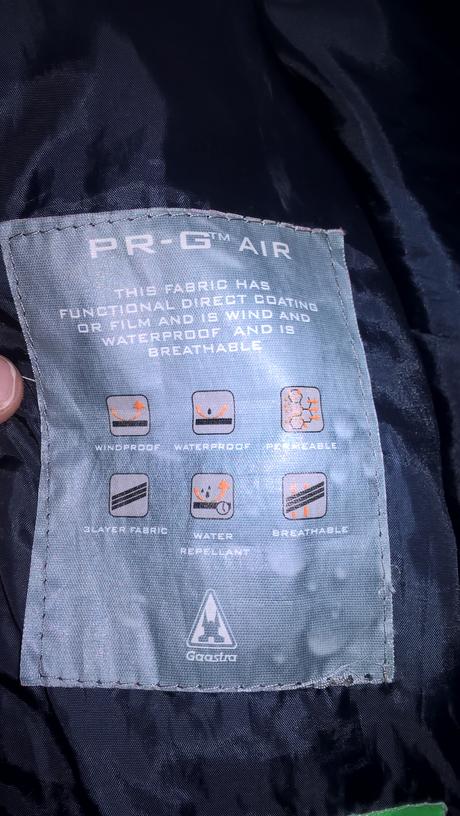 PR-G™ AIR
THIS FABRIC HAS
FUNCTIONAL DIRECT COATING
OR FILM AND IS WIND AND
WATERPROOF AND IS
BREATHABLE
WINDPROOF WATERPROOF PERMEABLE
3LAYER FABRIC WATER REPELLANT BREATHABLE
Gaastra